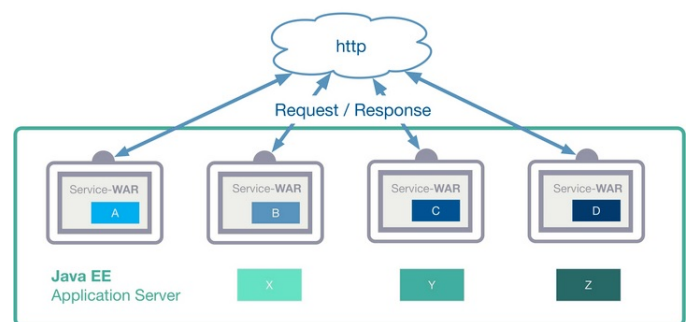 http
Request / Response
Service-WAR
Service-WAR
Service-WAR
Service-WAR
A
B
C
D
Java EE
Application Server
X
Y
Z